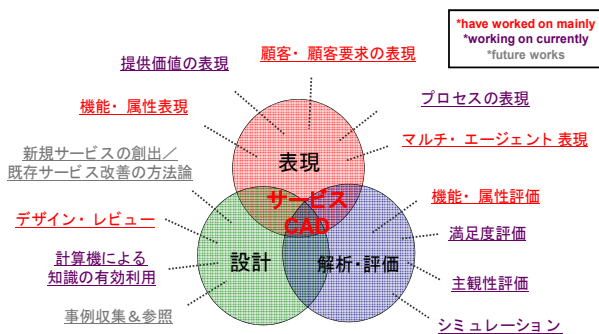 *have worked on mainly
*working on currently
*future works
顧客・顧客要求の表現
提供価値の表現
プロセスの表現
機能・属性表現
マルチ・エージェント 表現
表現
新規サービスの創出／
既存サービス改善の方法論
機能・属性評価
サービス
CAD
デザイン・レビュー
満足度評価
計算機による
知識の有効利用
設計
解析・評価
主観性評価
事例収集＆参照
シミュレーション